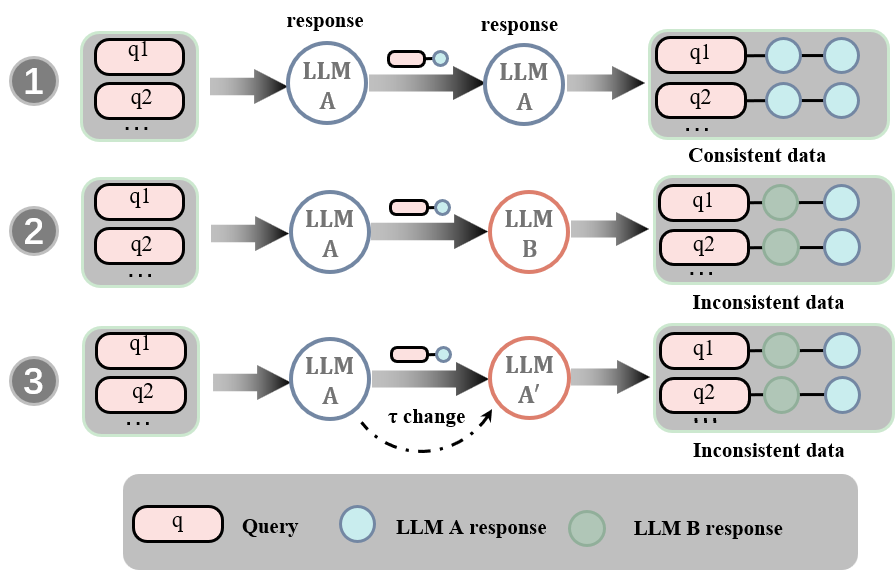 response
response
1
q1
q2
...
LLM
A
LLM
A
q1
q2
...
Consistent data
2
q1
q2
...
LLM
A
LLM
B
q1
q2
...
Inconsistent data
3
q1
q2
...
LLM
A
τ change
LLM
A′
q1
q2
...
Inconsistent data
q
Query
LLM A response
LLM B response